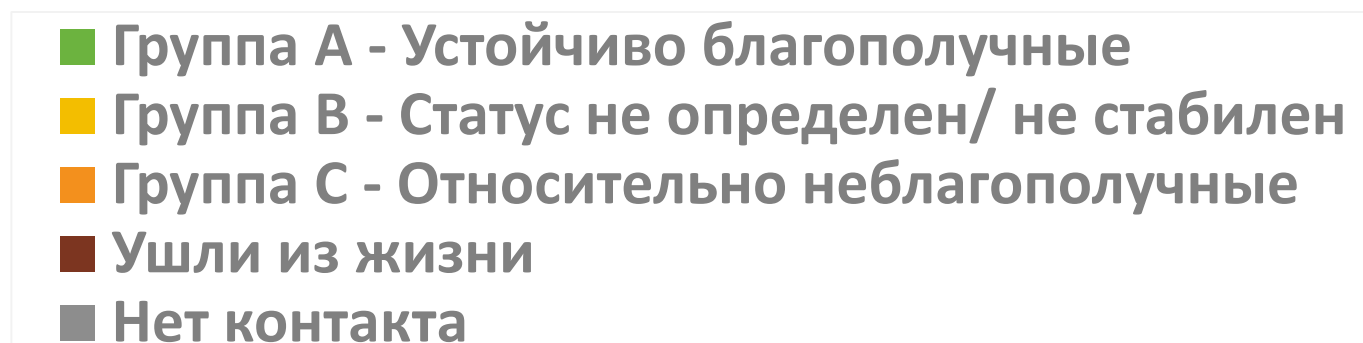 Группа А - Устойчиво благополучные
Группа В - Статус не определен/ не стабилен
Группа С - Относительно неблагополучные
Ушли из жизни
Нет контакта